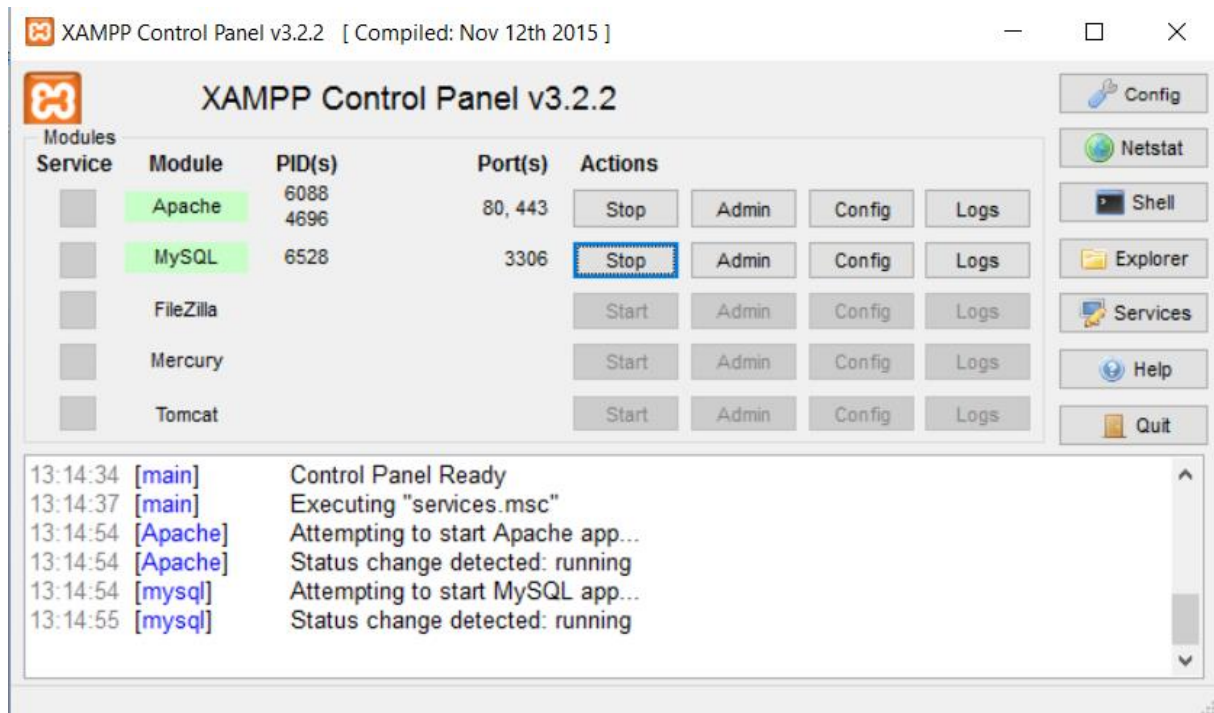 XAMPP Control Panel v3.2.2 [ Compiled: Nov 12th 2015 ]
XAMPP Control Panel v3.2.2
Config
Modules
Netstat
Service Module PID(s) Port(s) Actions
Shell
Apache 6088 4696 80, 443 Stop Admin Config Logs
MySQL 6528 3306 Stop Admin Config Logs
Explorer
FileZilla Start Admin Config Logs
Services
Mercury Start Admin Config Logs
Help
Tomcat Start Admin Config Logs
Quit
13:14:34 [main] Control Panel Ready
13:14:37 [main] Executing "services.msc"
13:14:54 [Apache] Attempting to start Apache app...
13:14:54 [Apache] Status change detected: running
13:14:54 [mysql] Attempting to start MySQL app...
13:14:55 [mysql] Status change detected: running